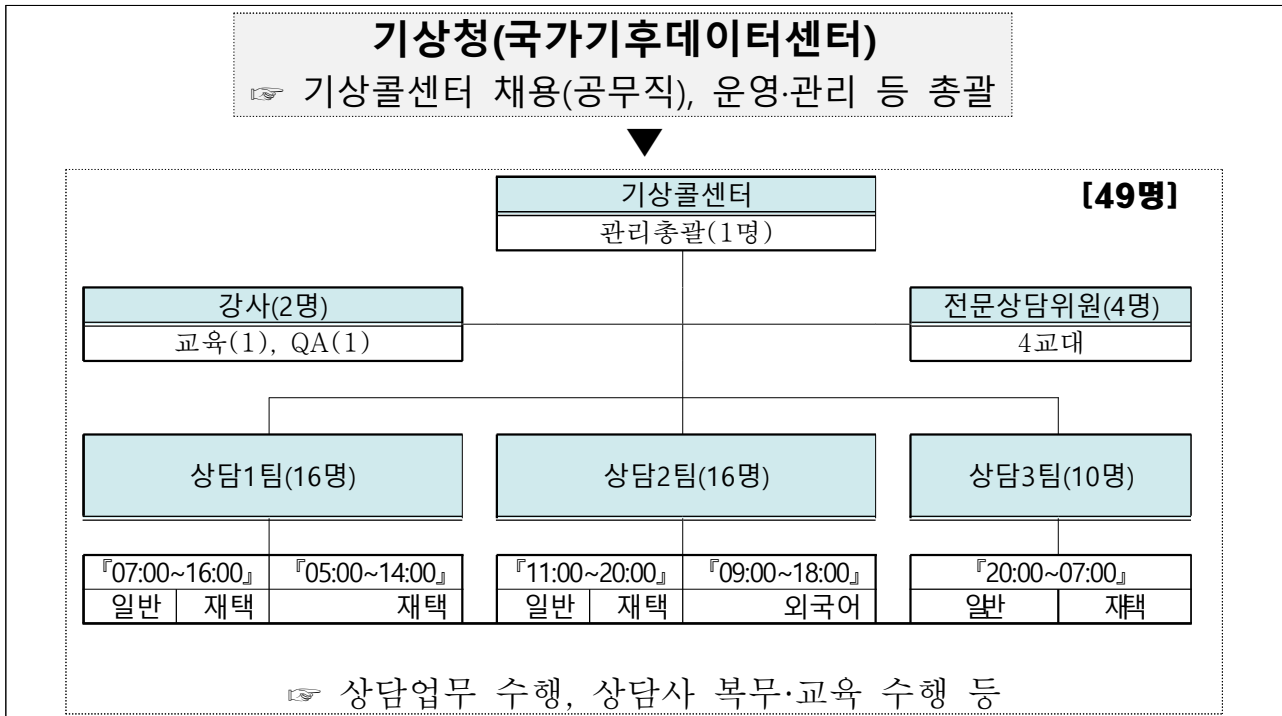 기상청(국가기후데이터센터)
☞ 기상콜센터 채용(공무직), 운영·관리 등 총괄
기상콜센터
[49명]
관리총괄(1명)
강사(2명)
교육(1), QA(1)
전문상담위원(4명)
4교대
상담1팀(16명)
상담2팀(16명)
상담3팀(10명)
『07:00~16:00』 『05:00~14:00』
일반 재택 재택
『11:00~20:00』 『09:00~18:00』
일반 재택 외국어
『20:00~07:00』
일반 재택
☞ 상담업무 수행, 상담사 복무·교육 수행 등